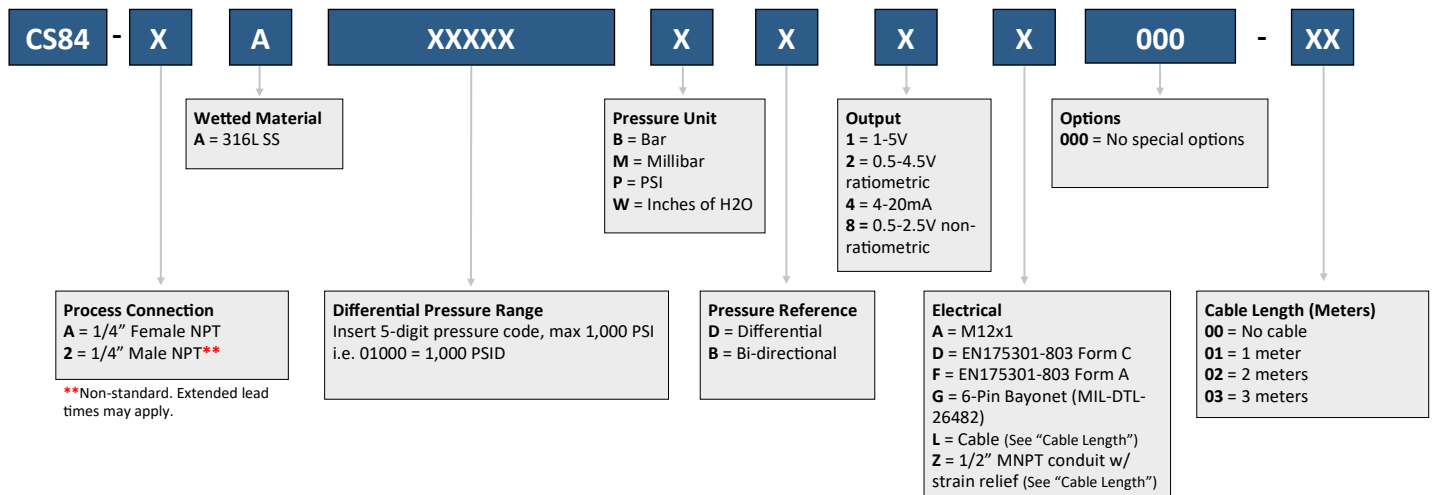 CS84 - X A XXXXX X X X X 000 - XX
Wetted Material
A = 316L SS
Pressure Unit
B = Bar
M = Millibar
P = PSI
W = Inches of H2O
Output
1 = 1-5V
2 = 0.5-4.5V
ratiometric
4 = 4-20mA
8 = 0.5-2.5V non-
ratiometric
Options
000 = No special options
Process Connection
A = 1/4” Female NPT
2 = 1/4” Male NPT**
**Non-standard. Extended lead
times may apply.
Differential Pressure Range
Insert 5-digit pressure code, max 1,000 PSI
i.e. 01000 = 1,000 PSID
Pressure Reference
D = Differential
B = Bi-directional
Electrical
A = M12x1
D = EN175301-803 Form C
F = EN175301-803 Form A
G = 6-Pin Bayonet (MIL-DTL-
26482)
L = Cable (See “Cable Length”)
Z = 1/2” MNPT conduit w/
strain relief (See “Cable Length”)
Cable Length (Meters)
00 = No cable
01 = 1 meter
02 = 2 meters
03 = 3 meters